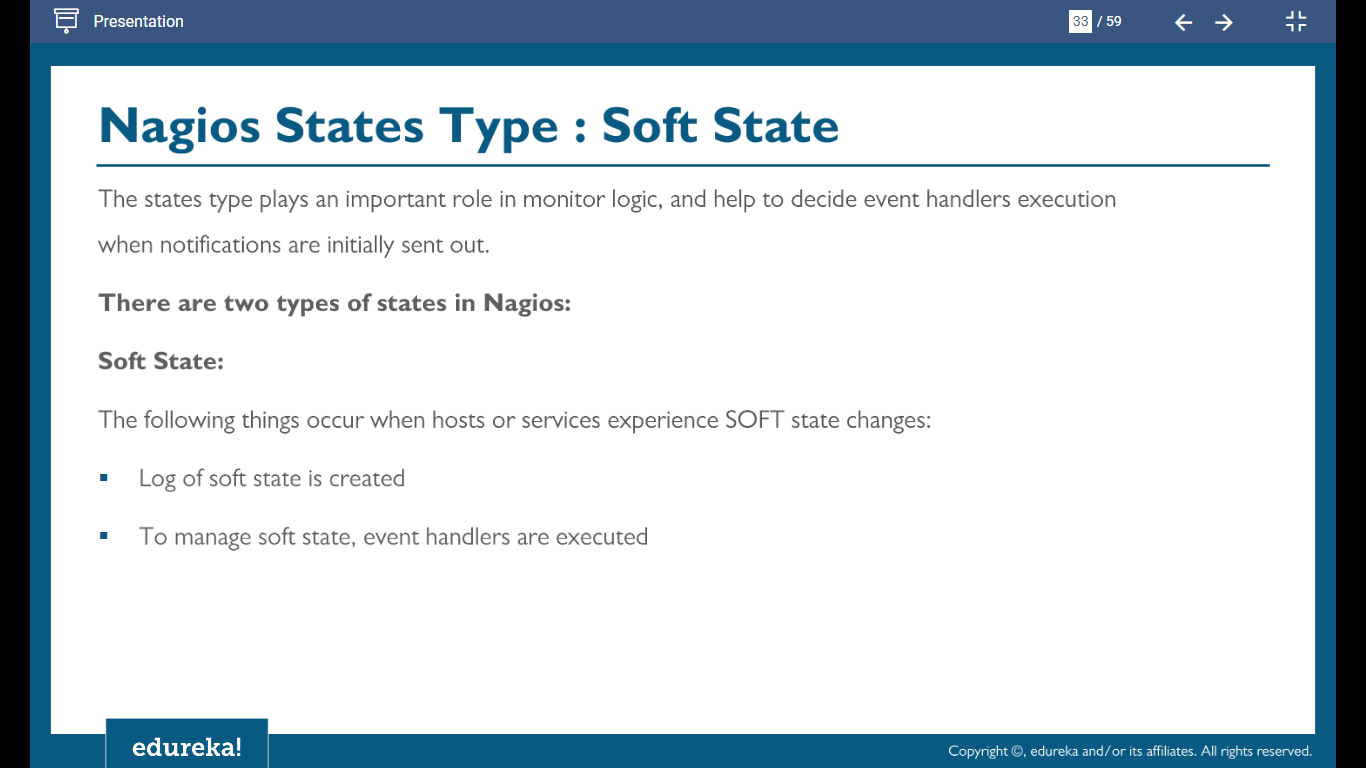 Presentation
33 / 59
Nagios States Type : Soft State
The states type plays an important role in monitor logic, and help to decide event handlers execution
when notifications are initially sent out.
There are two types of states in Nagios:
Soft State:
The following things occur when hosts or services experience SOFT state changes:
▪ Log of soft state is created
▪ To manage soft state, event handlers are executed
edureka!
Copyright ©, edureka and/or its affiliates. All rights reserved.